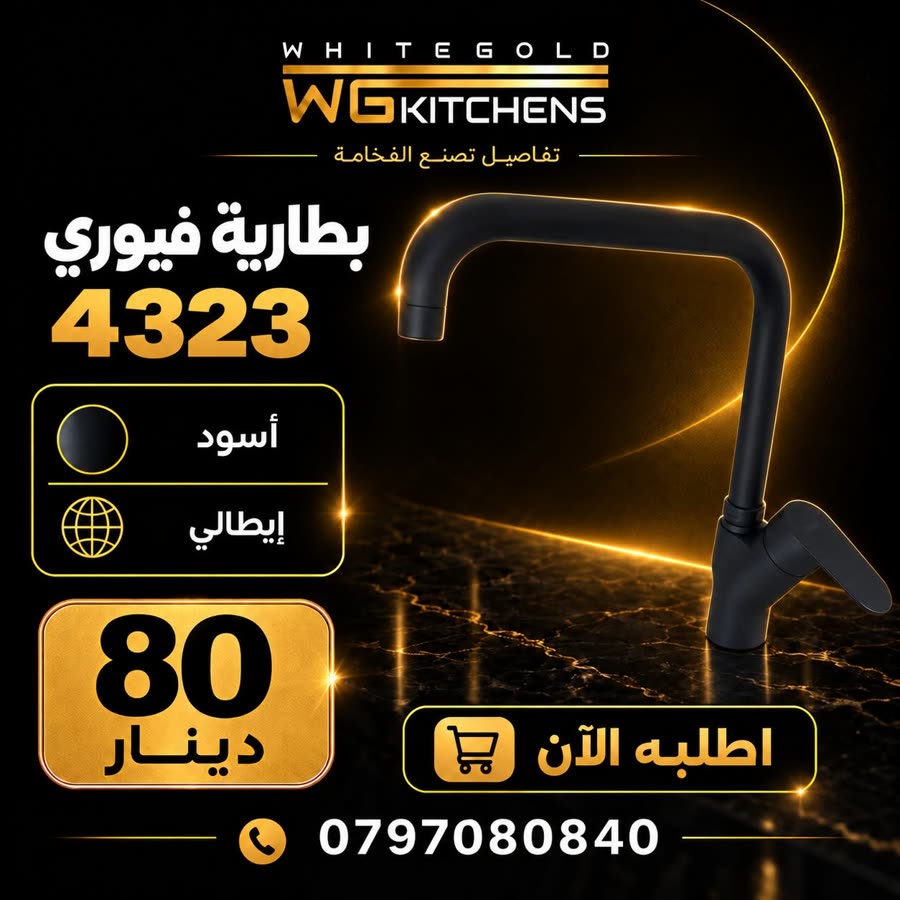 WHITEGOLD
WG KITCHENS
تفاصيل تصنع الفخامة
بطارية فيوري
4323
أسود
إيطالي
80
دينار
اطلبه الآن
0797080840